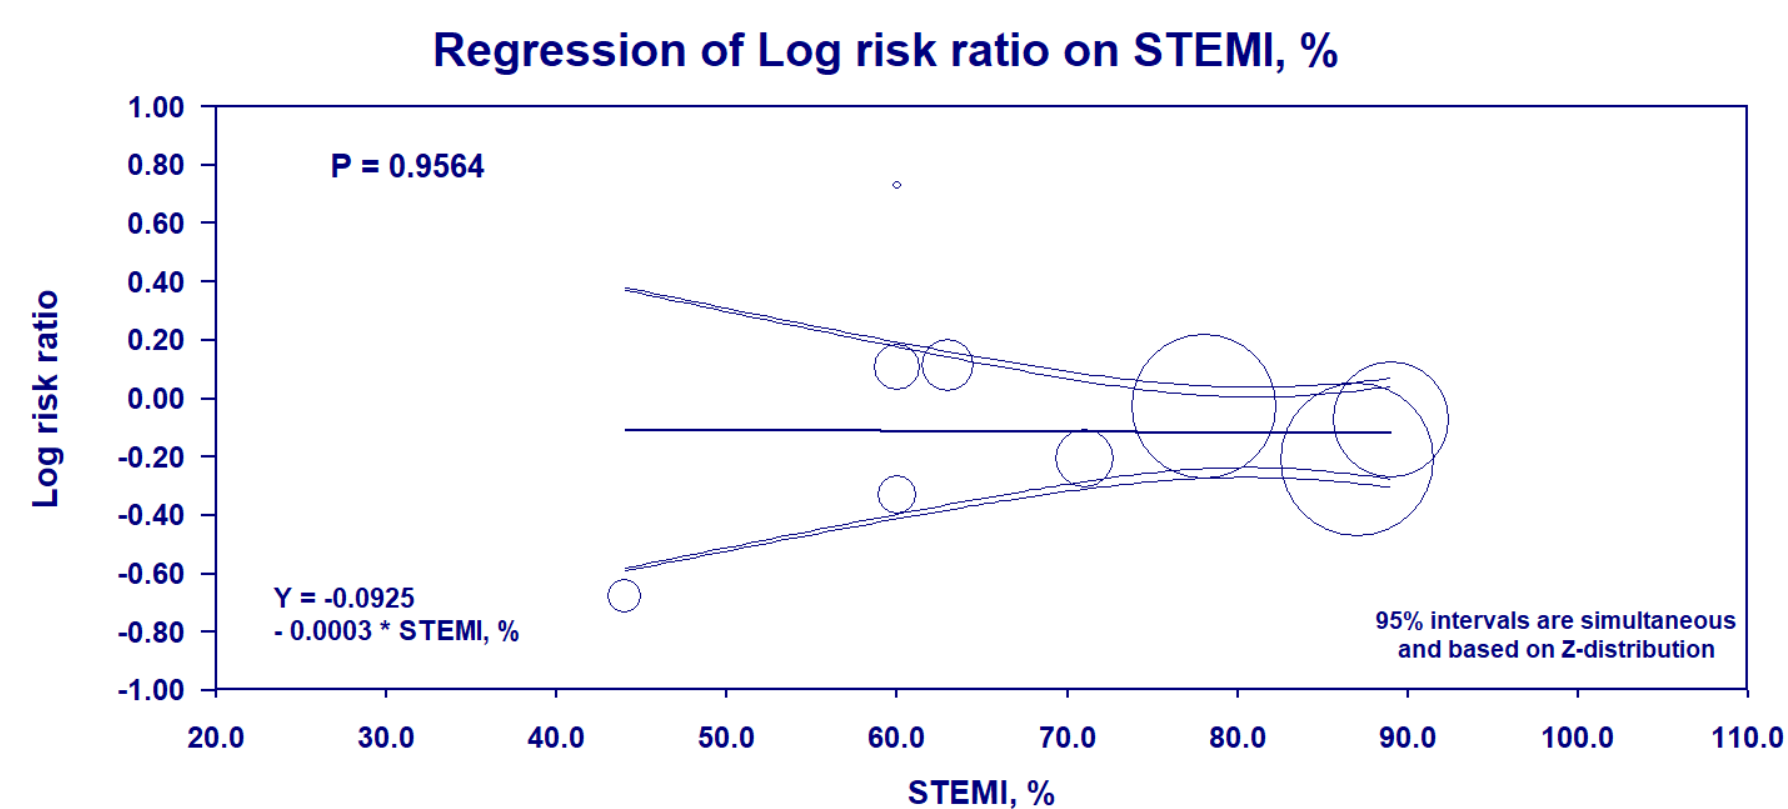 Regression of Log risk ratio on STEMI, %
1.00
0.80
0.60
0.40
0.20
0.00
-0.20
-0.40
-0.60
-0.80
-1.00
Log risk ratio
P = 0.9564
Y = -0.0925
- 0.0003 * STEMI, %
95% intervals are simultaneous
and based on Z-distribution
20.0 30.0 40.0 50.0 60.0 70.0 80.0 90.0 100.0 110.0
STEMI, %